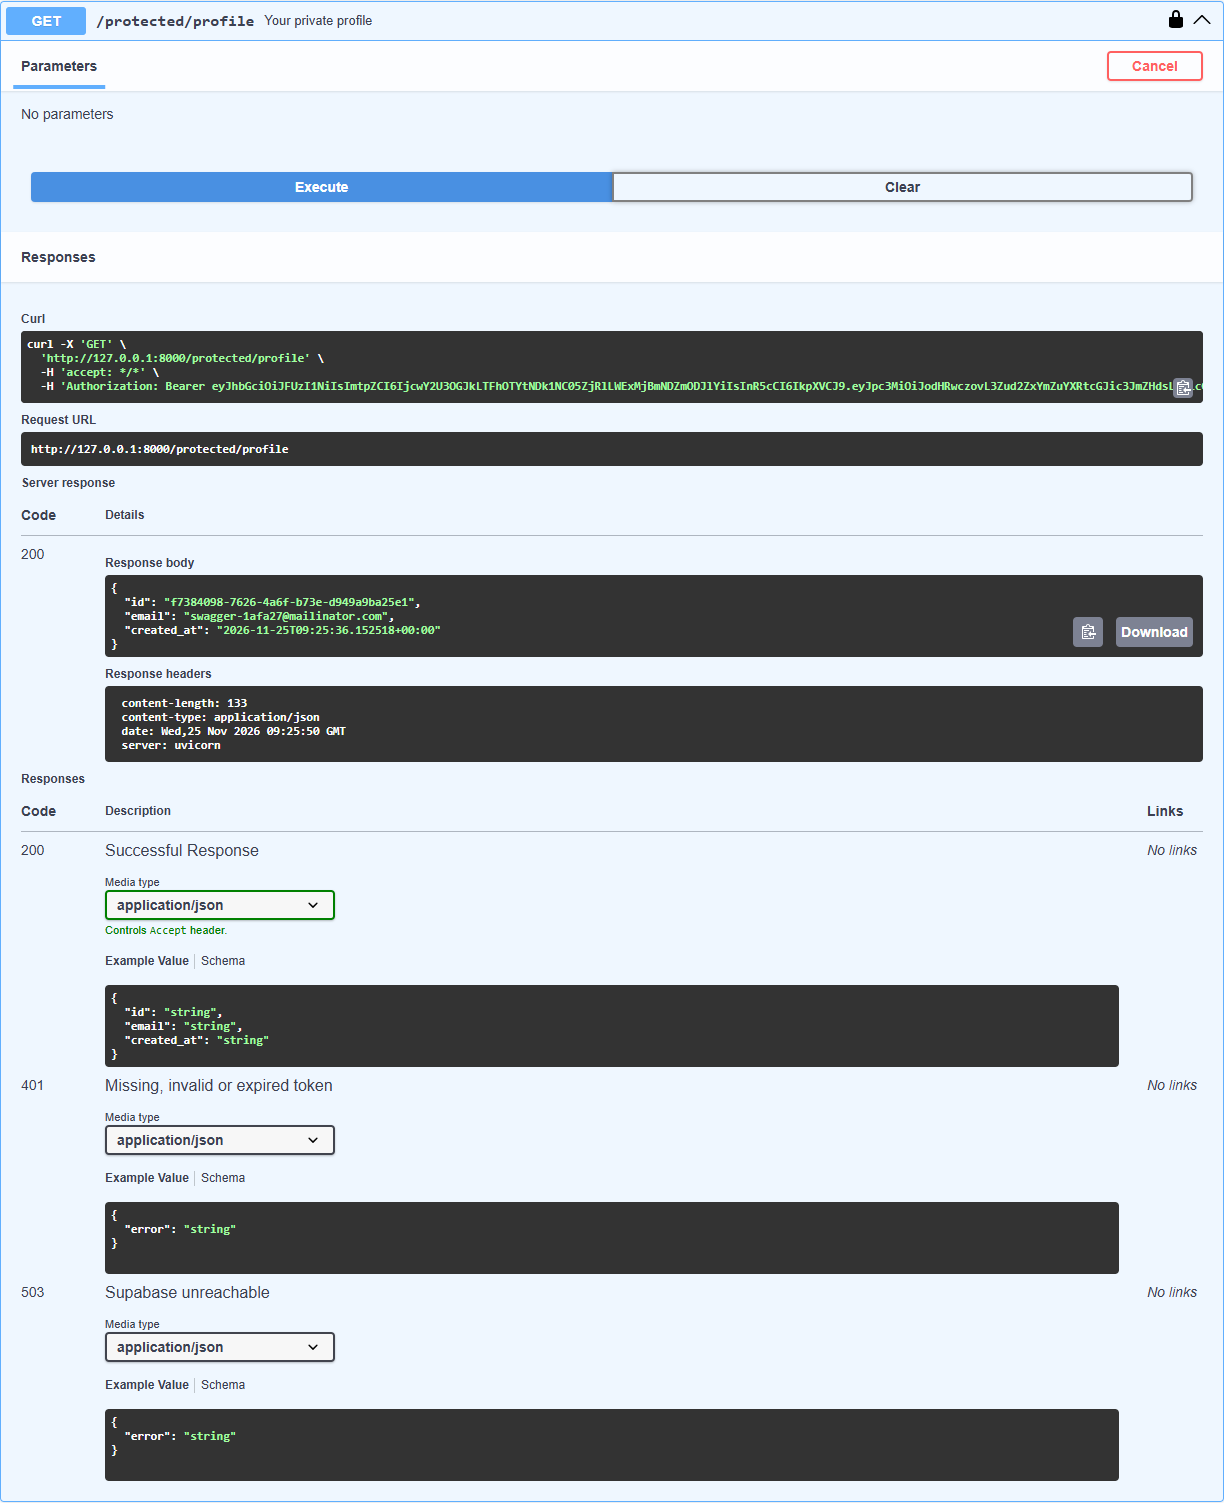 GET /protected/profile Your private profile
Parameters Cancel
No parameters
Execute Clear
Responses
Curl
curl -X 'GET' \
'http://127.0.0.1:8000/protected/profile' \
-H 'accept: */*' \
-H 'Authorization: Bearer
Request URL
http://127.0.0.1:8000/protected/profile
Server response
Code Details
200
Response body
{
"id": "f7384098-7626-4a6f-b73e-d949a9ba25e1",
"email": "swagger-1afa27@mailinator.com",
"created_at": "2026-11-25T09:25:36.152518+00:00"
}
Download
Response headers
content-length: 133
content-type: application/json
date: Wed,25 Nov 2026 09:25:50 GMT
server: uvicorn
Responses
Code Description Links
200 Successful Response No links
Media type
application/json
Controls Accept header.
Example Value Schema
{
"id": "string",
"email": "string",
"created_at": "string"
}
401 Missing, invalid or expired token No links
Media type
application/json
Example Value Schema
{
"error": "string"
}
503 Supabase unreachable No links
Media type
application/json
Example Value Schema
{
"error": "string"
}